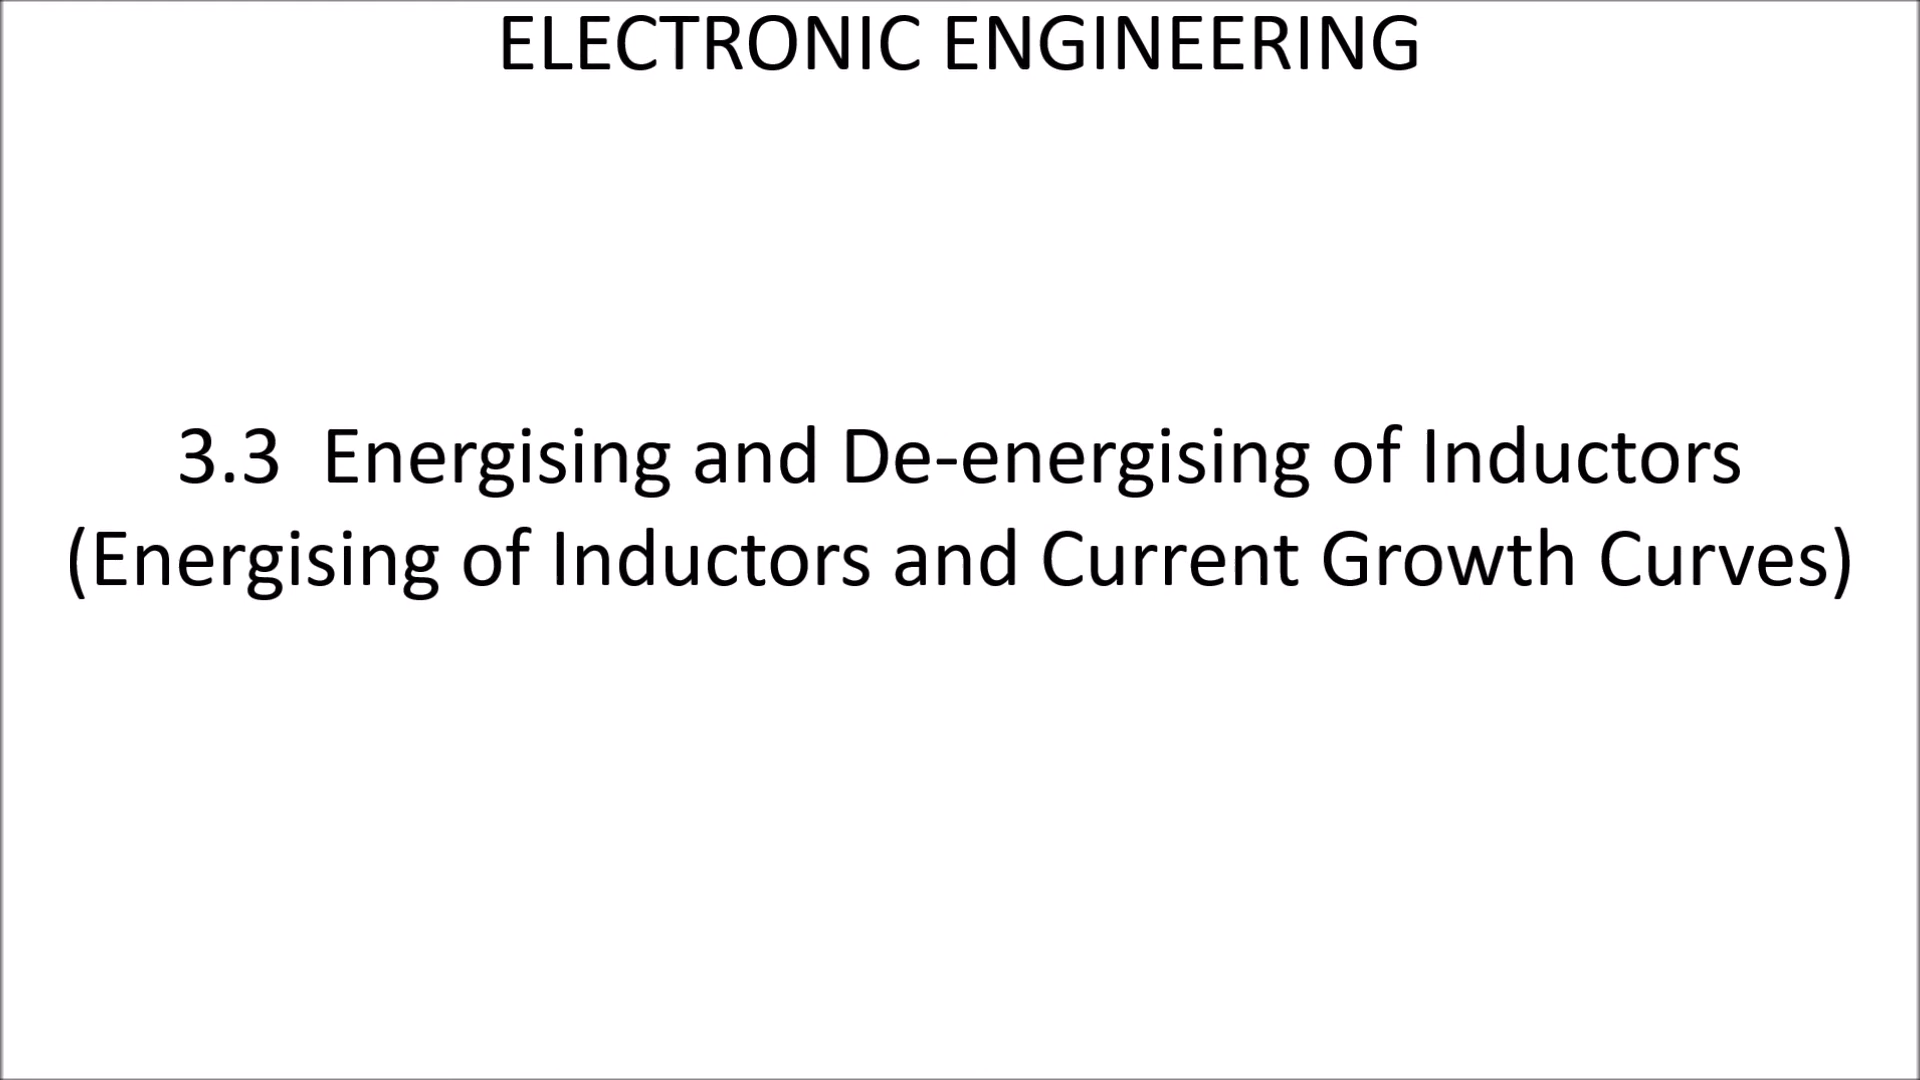 ELECTRONIC ENGINEERING
3.3  Energising and De-energising of Inductors
(Energising of Inductors and Current Growth Curves)